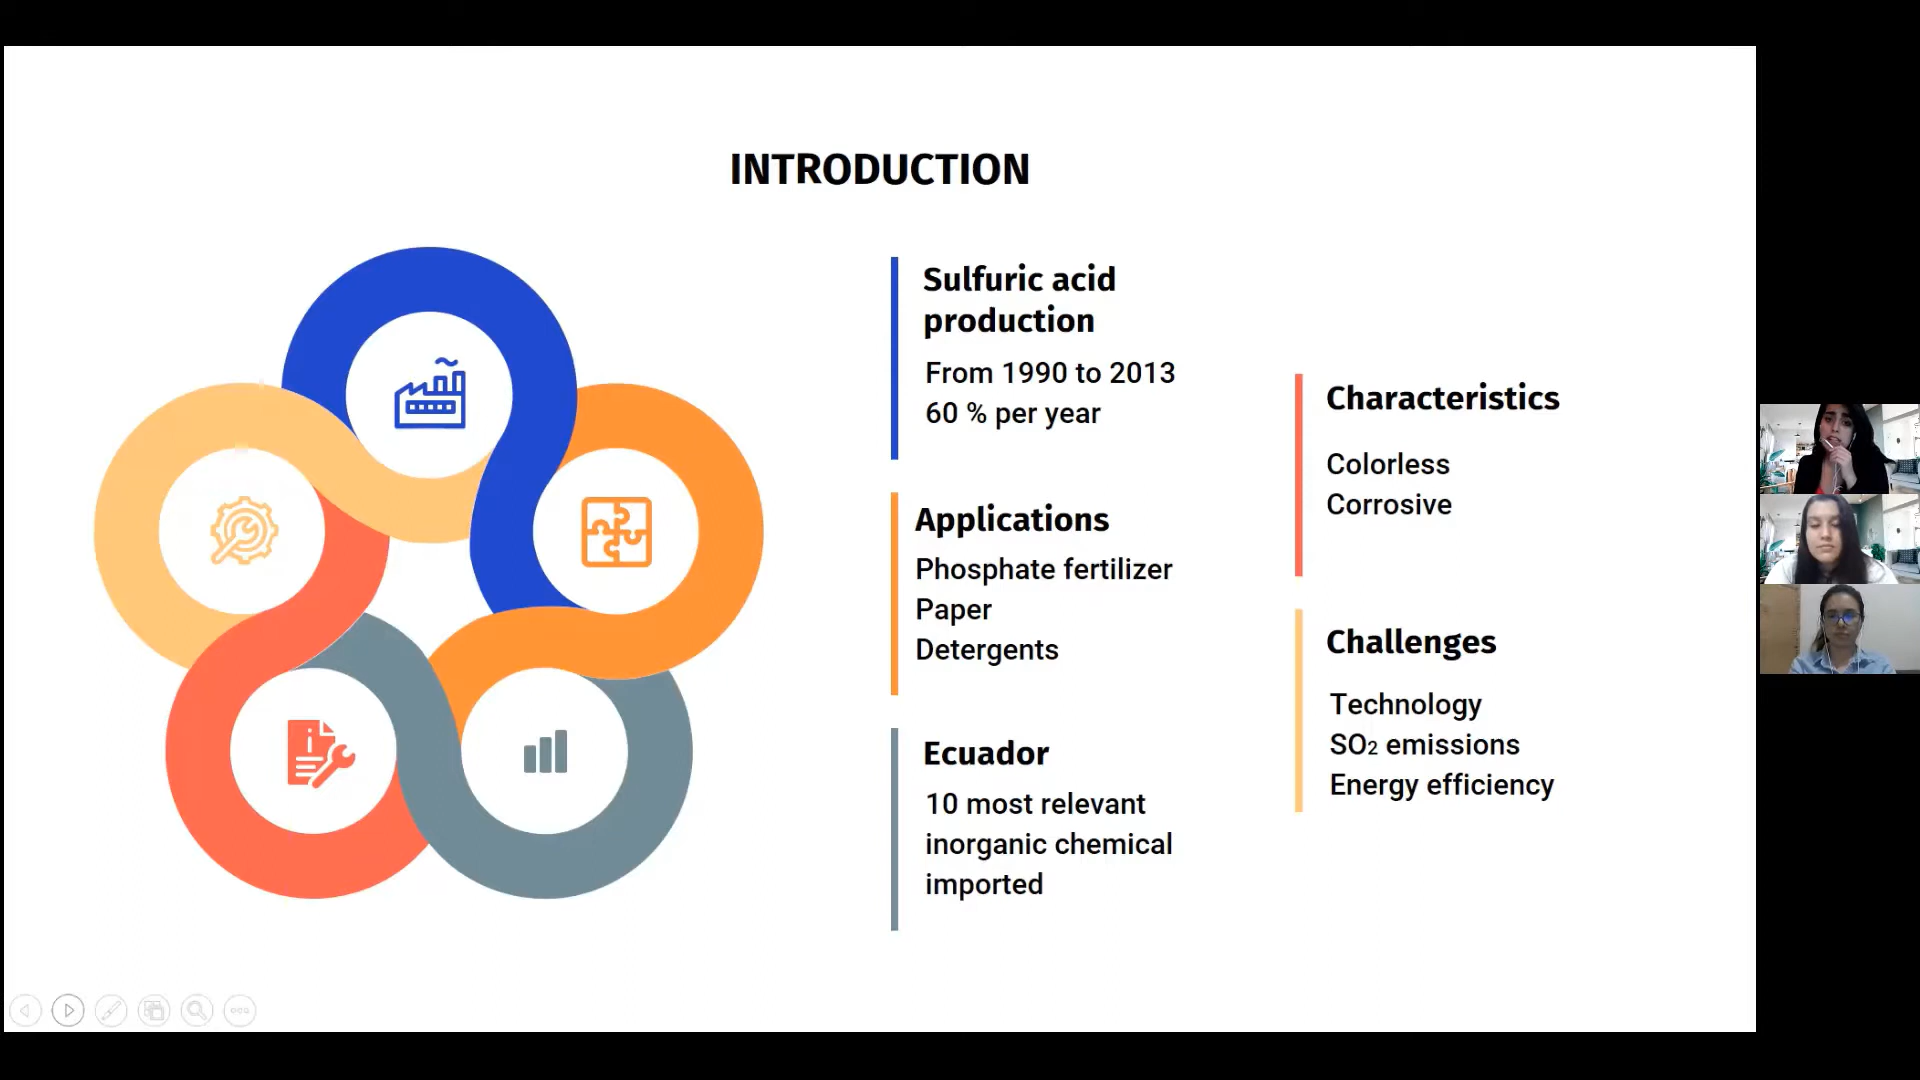 INTRODUCTION
Sulfuric acid
production
From 1990 to 2013
60 % per year
Applications
Phosphate fertilizer
Paper
Detergents
Ecuador
10 most relevant
inorganic chemical
imported
Characteristics
Colorless
Corrosive
Challenges
Technology
SO₂ emissions
Energy efficiency